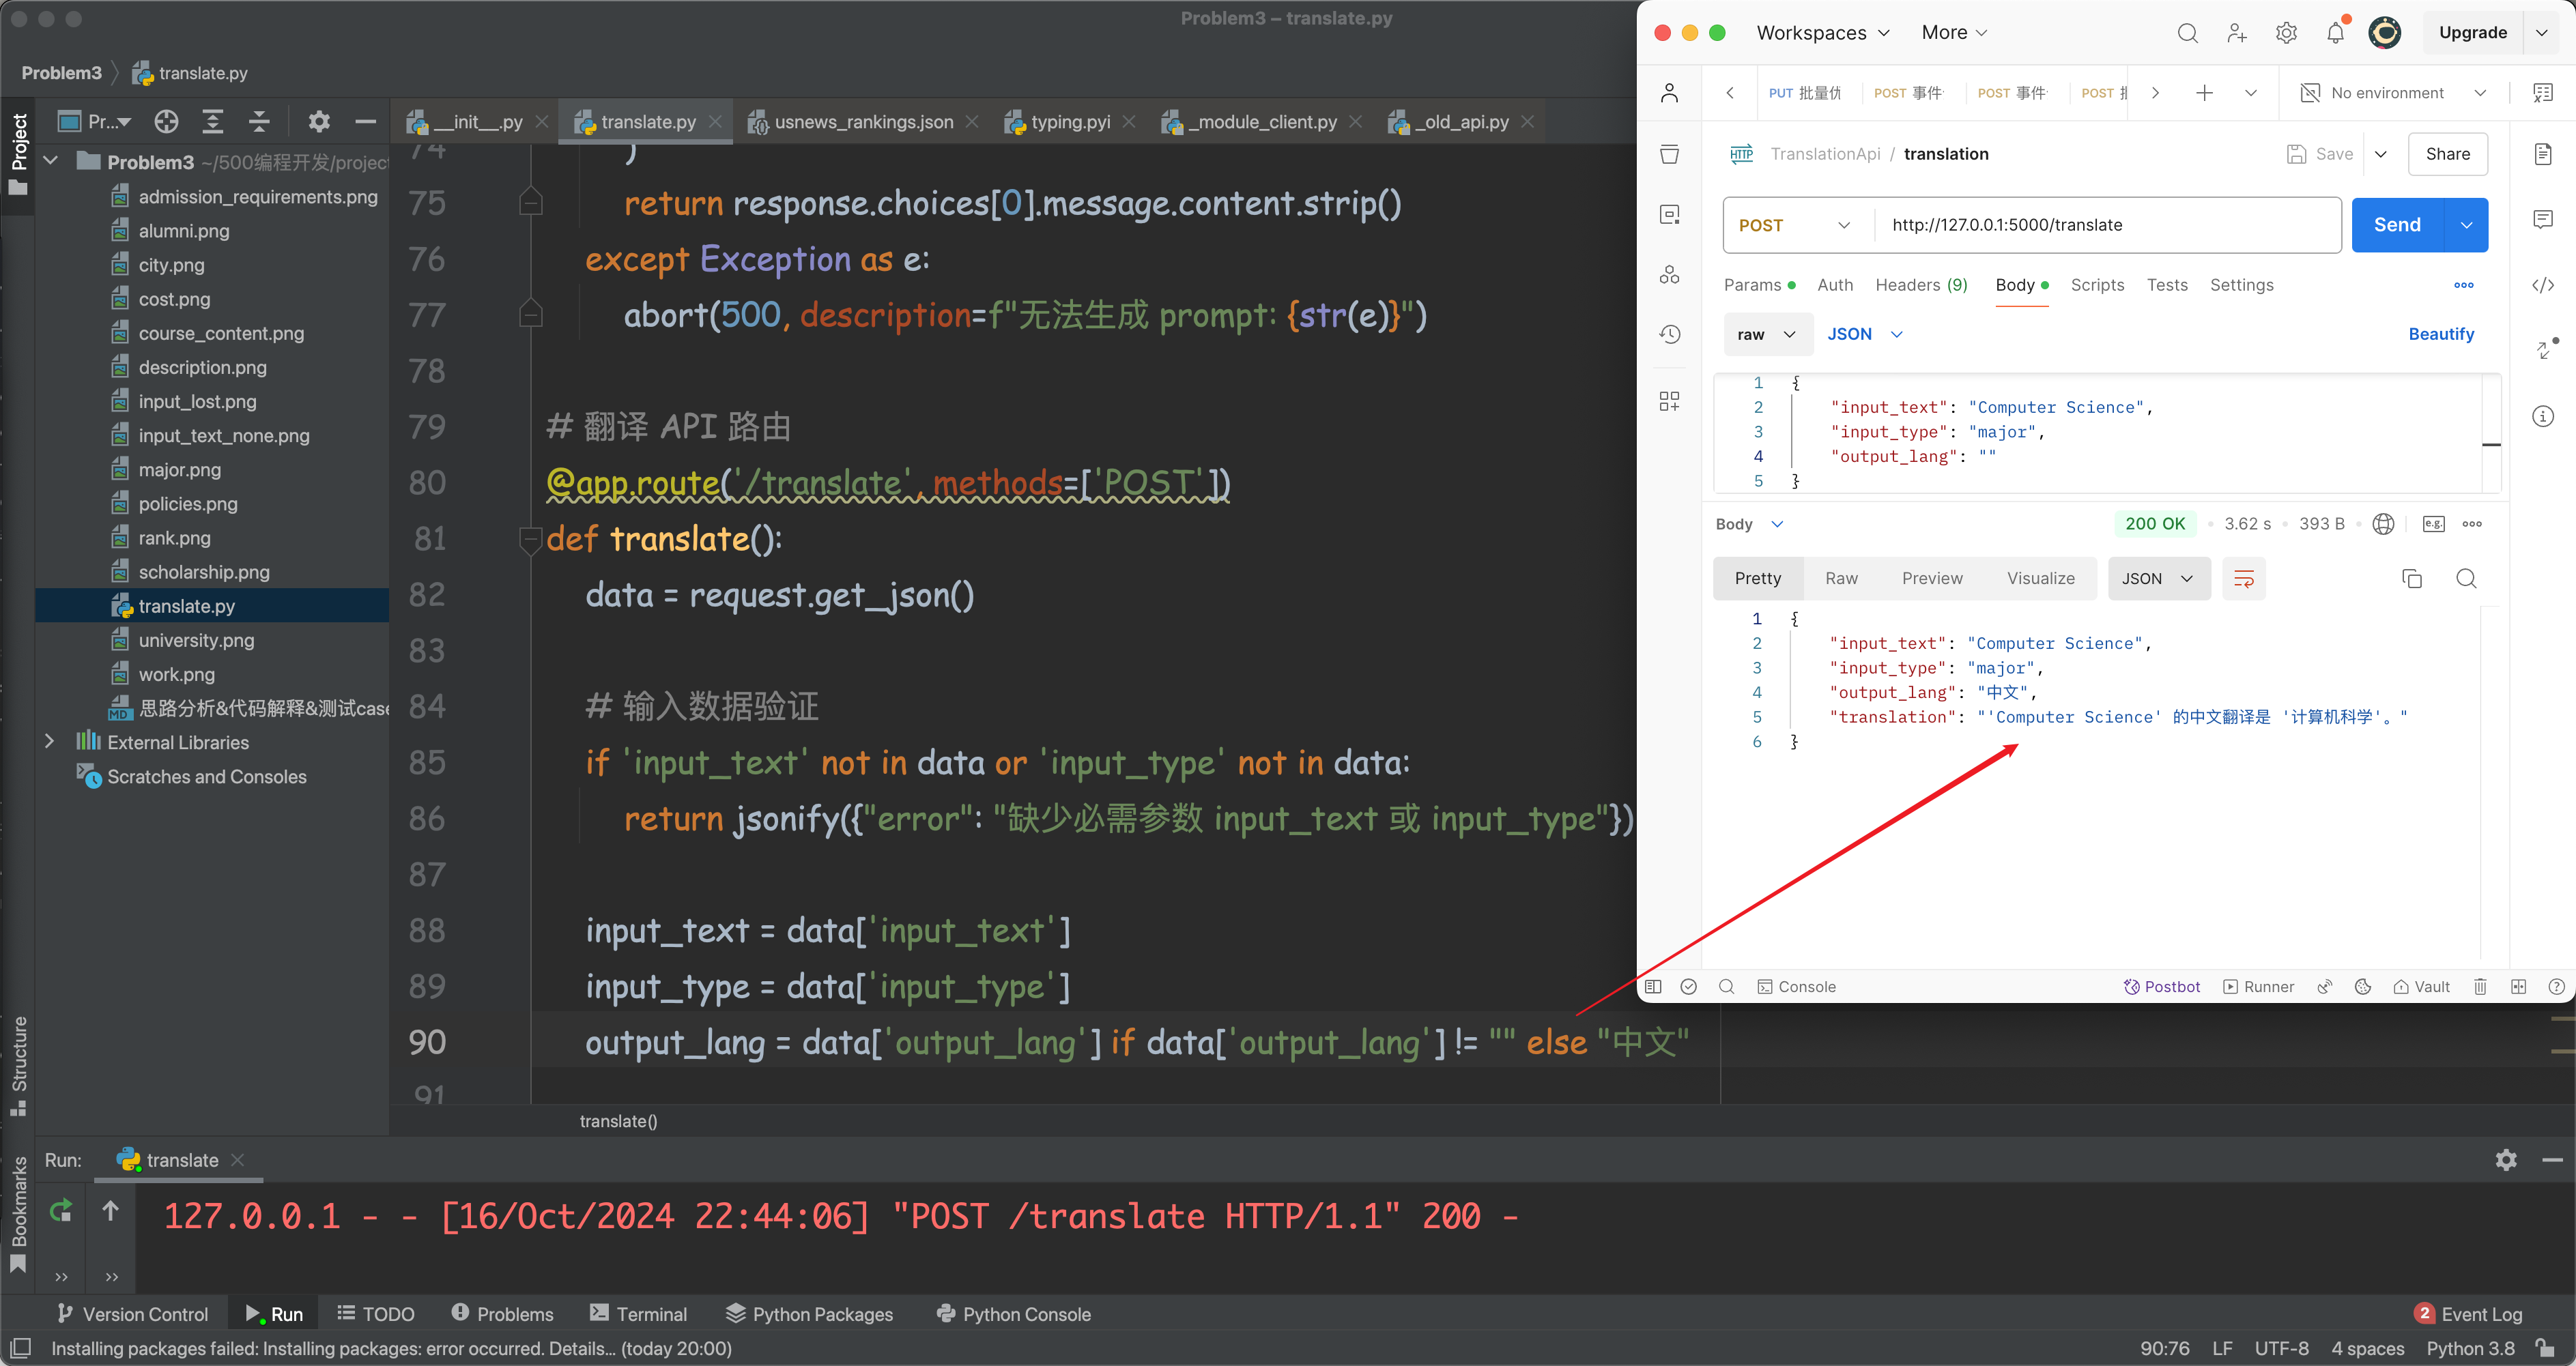 Problem3 – translate.py
Problem3 translate.py
Pr...
__init__.py
translate.py
usnews_rankings.json
typing.pyi
_module_client.py
_old_api.py
Project
Problem3 ~/500编程开发/projec
admission_requirements.png
alumni.png
city.png
cost.png
course_content.png
description.png
input_lost.png
input_text_none.png
major.png
policies.png
rank.png
scholarship.png
translate.py
university.png
work.png
MD 思路分析&代码解释&测试case
External Libraries
Scratches and Consoles
Structure
Bookmarks
74 )
75 return response.choices[0].message.content.strip()
76 except Exception as e:
77 abort(500, description=f"无法生成 prompt: {str(e)}")
78
79 # 翻译 API 路由
80 @app.route('/translate', methods=['POST'])
81 def translate():
82 data = request.get_json()
83
84 # 输入数据验证
85 if 'input_text' not in data or 'input_type' not in data:
86 return jsonify({"error": "缺少必需参数 input_text 或 input_type"})
87
88 input_text = data['input_text']
89 input_type = data['input_type']
90 output_lang = data['output_lang'] if data['output_lang'] != "" else "中文"
91
translate()
Workspaces More Upgrade
PUT 批量优 POST 事件 POST 事件 POST No environment
HTTP TranslationApi / translation Save Share
POST http://127.0.0.1:5000/translate Send
Params Auth Headers (9) Body Scripts Tests Settings
raw JSON Beautify
1 {
2 "input_text": "Computer Science",
3 "input_type": "major",
4 "output_lang": ""
5 }
Body 200 OK 3.62 s 393 B e.g.
Pretty Raw Preview Visualize JSON
1 {
2 "input_text": "Computer Science",
3 "input_type": "major",
4 "output_lang": "中文",
5 "translation": "'Computer Science' 的中文翻译是 '计算机科学'。"
6 }
Console Postbot Runner Vault
Run: translate
127.0.0.1 - - [16/Oct/2024 22:44:06] "POST /translate HTTP/1.1" 200 -
Version Control Run TODO Problems Terminal Python Packages Python Console 2 Event Log
Installing packages failed: Installing packages: error occurred. Details... (today 20:00) 90:76 LF UTF-8 4 spaces Python 3.8